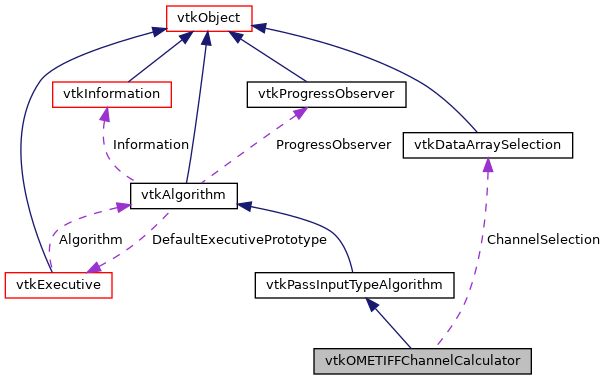 vtkObject
vtkInformation
vtkProgressObserver
vtkDataArraySelection
Information
ProgressObserver
vtkAlgorithm
Algorithm
DefaultExecutivePrototype
ChannelSelection
vtkExecutive
vtkPassInputTypeAlgorithm
vtkOMETIFFChannelCalculator